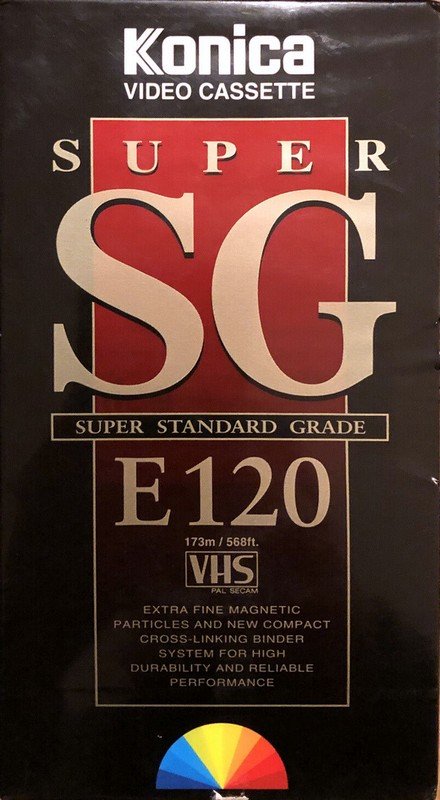 Konica
VIDEO CASSETTE
SUPER
SG
SUPER STANDARD GRADE
E120
173m / 568ft.
VHS
PAL SECAM
EXTRA FINE MAGNETIC
PARTICLES AND NEW COMPACT
CROSS-LINKING BINDER
SYSTEM FOR HIGH
DURABILITY AND RELIABLE
PERFORMANCE